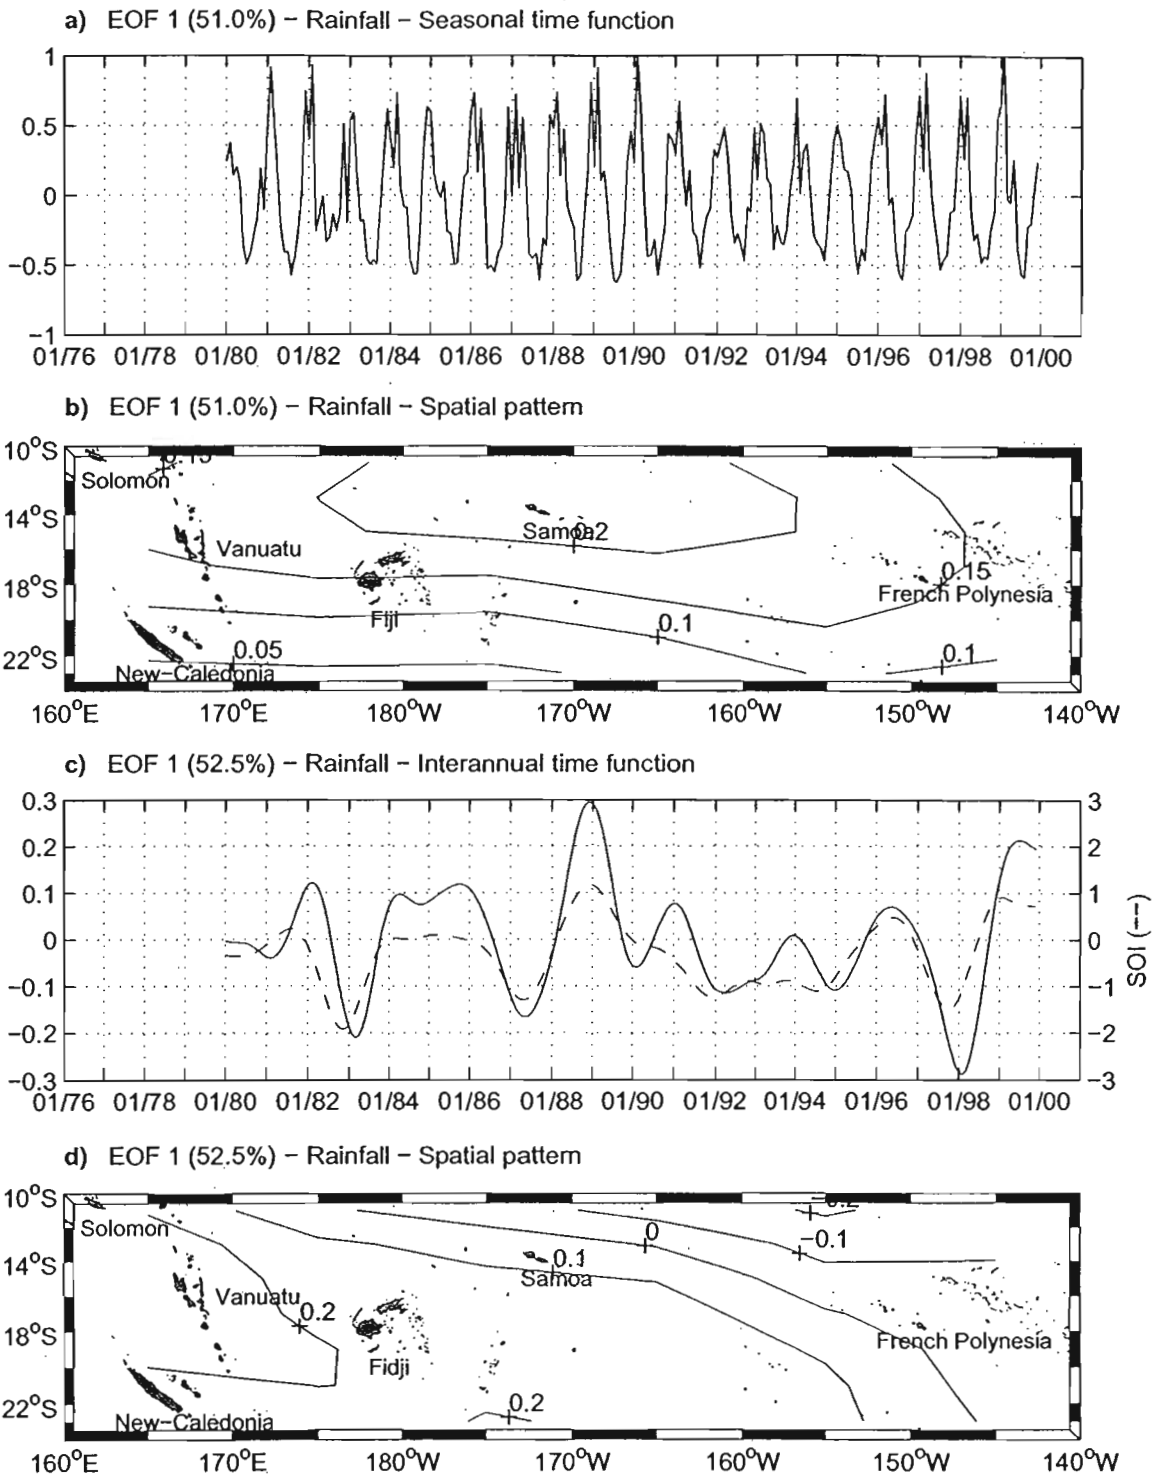 a) EOF 1 (51.0%) − Rainfall − Seasonal time function
1
0.5
0
−0.5
−1
01/76 01/78 01/80 01/82 01/84 01/86 01/88 01/90 01/92 01/94 01/96 01/98 01/00
b) EOF 1 (51.0%) − Rainfall − Spatial pattern
10°S
0.15
Solomon
14°S
Samoa 0.2
Vanuatu
0.15
18°S
French Polynesia
Fiji
0.1
22°S
0.05
0.1
New−Caledonia
160°E 170°E 180°W 170°W 160°W 150°W 140°W
c) EOF 1 (52.5%) − Rainfall − Interannual time function
0.3 3
0.2 2
0.1 1
0 0
−0.1 −1
−0.2 −2
−0.3 −3
SOI (−−)
01/76 01/78 01/80 01/82 01/84 01/86 01/88 01/90 01/92 01/94 01/96 01/98 01/00
d) EOF 1 (52.5%) − Rainfall − Spatial pattern
10°S
−0.2
Solomon
0
−0.1
14°S
0.1
Samoa
Vanuatu
0.2
18°S
French Polynesia
Fidji
22°S
0.2
New−Caledonia
160°E 170°E 180°W 170°W 160°W 150°W 140°W